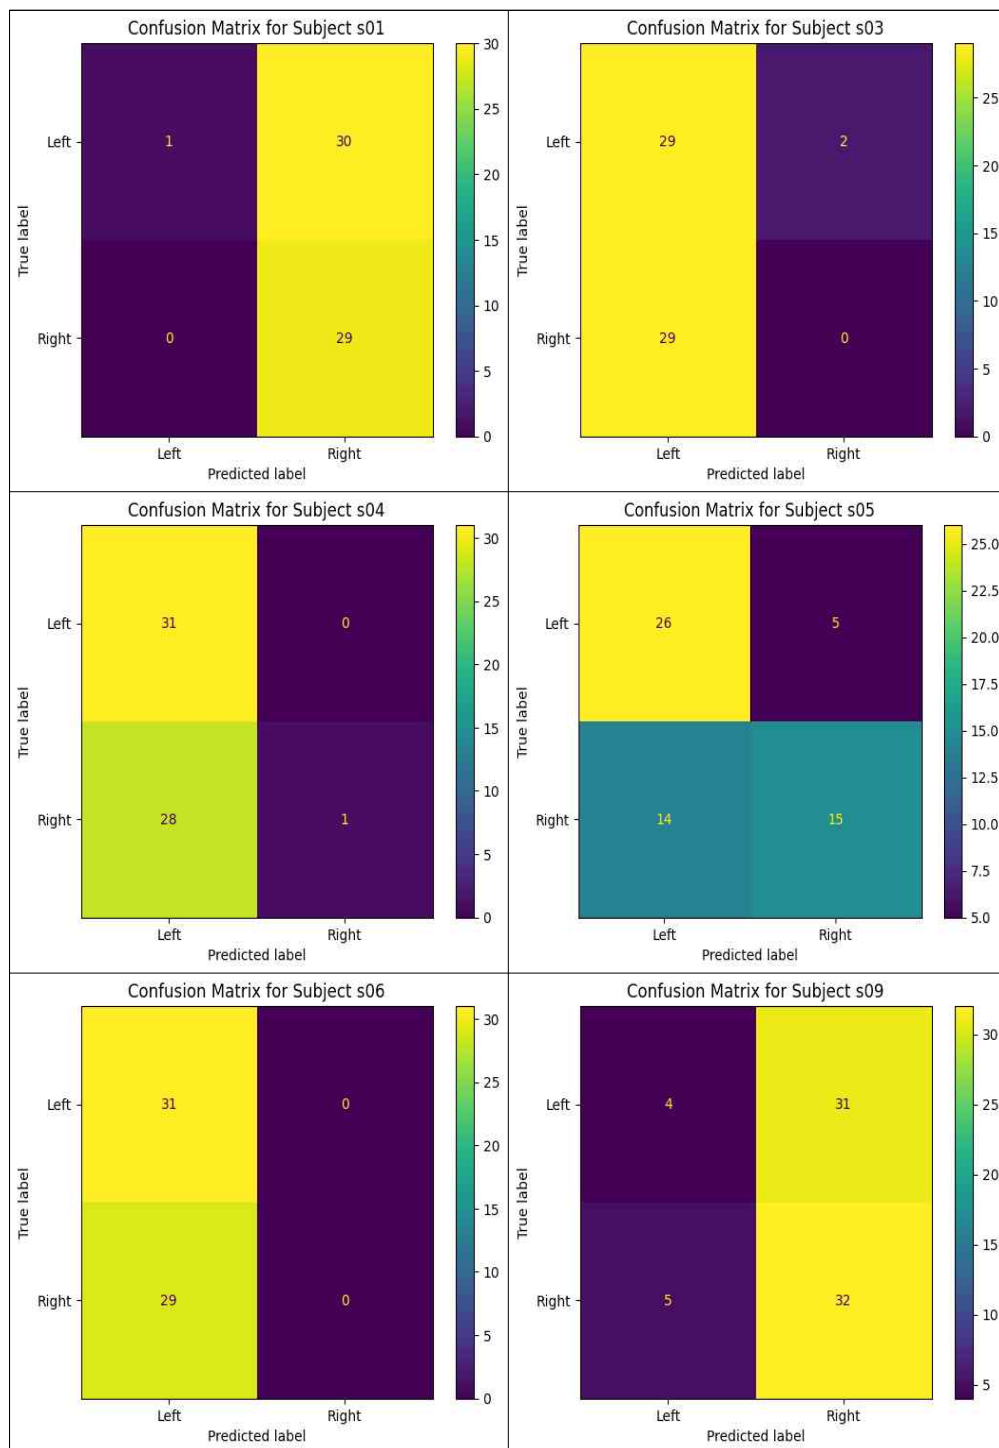 Confusion Matrix for Subject s01
True label
Left
Right
1
30
0
29
Left
Right
Predicted label
30
25
20
15
10
5
0
Confusion Matrix for Subject s03
True label
Left
Right
29
2
29
0
Left
Right
Predicted label
25
20
15
10
5
0
Confusion Matrix for Subject s04
True label
Left
Right
31
0
28
1
Left
Right
Predicted label
30
25
20
15
10
5
0
Confusion Matrix for Subject s05
True label
Left
Right
26
5
14
15
Left
Right
Predicted label
25.0
22.5
20.0
17.5
15.0
12.5
10.0
7.5
5.0
Confusion Matrix for Subject s06
True label
Left
Right
31
0
29
0
Left
Right
Predicted label
30
25
20
15
10
5
0
Confusion Matrix for Subject s09
True label
Left
Right
4
31
5
32
Left
Right
Predicted label
30
25
20
15
10
5